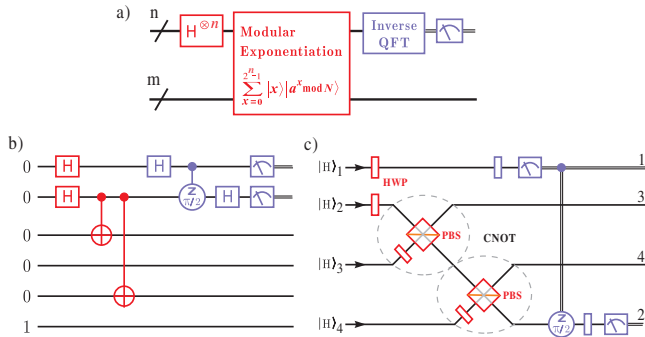 a)
n
H⊗n
Modular
Exponentiation
2^n-1
∑ |x⟩|a^x mod N⟩
x=0
Inverse
QFT
m
b)
0 H H
0 H Z π/2 H
0
0
0
1
c)
|H⟩1 1
HWP
|H⟩2 3
PBS
CNOT
|H⟩3 4
PBS
|H⟩4 Z π/2 2